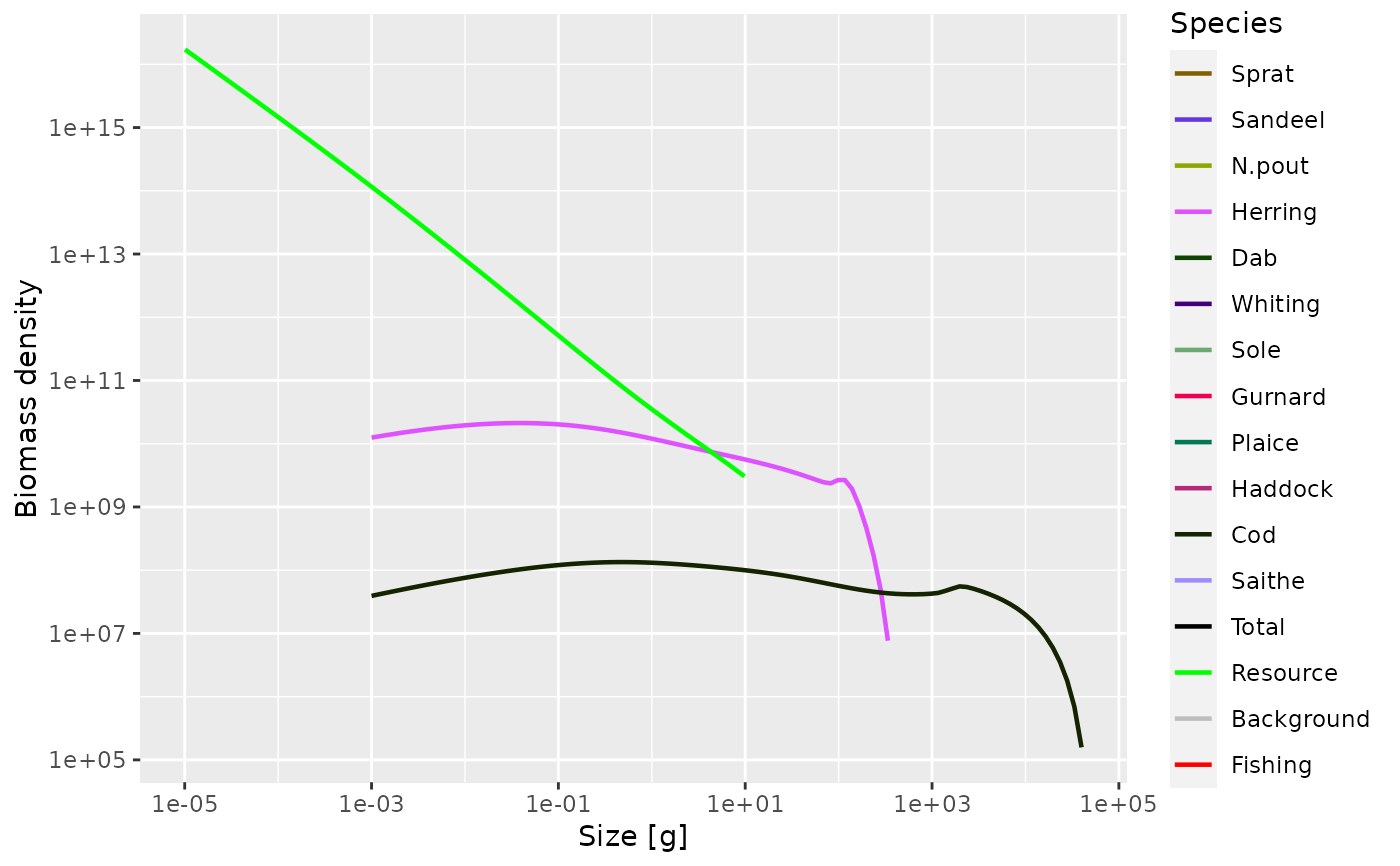 Biomass density
1e+15
1e+13
1e+11
1e+09
1e+07
1e+05
1e-05
1e-03
1e-01
1e+01
1e+03
1e+05
Size [g]
Species
Sprat
Sandeel
N.pout
Herring
Dab
Whiting
Sole
Gurnard
Plaice
Haddock
Cod
Saithe
Total
Resource
Background
Fishing